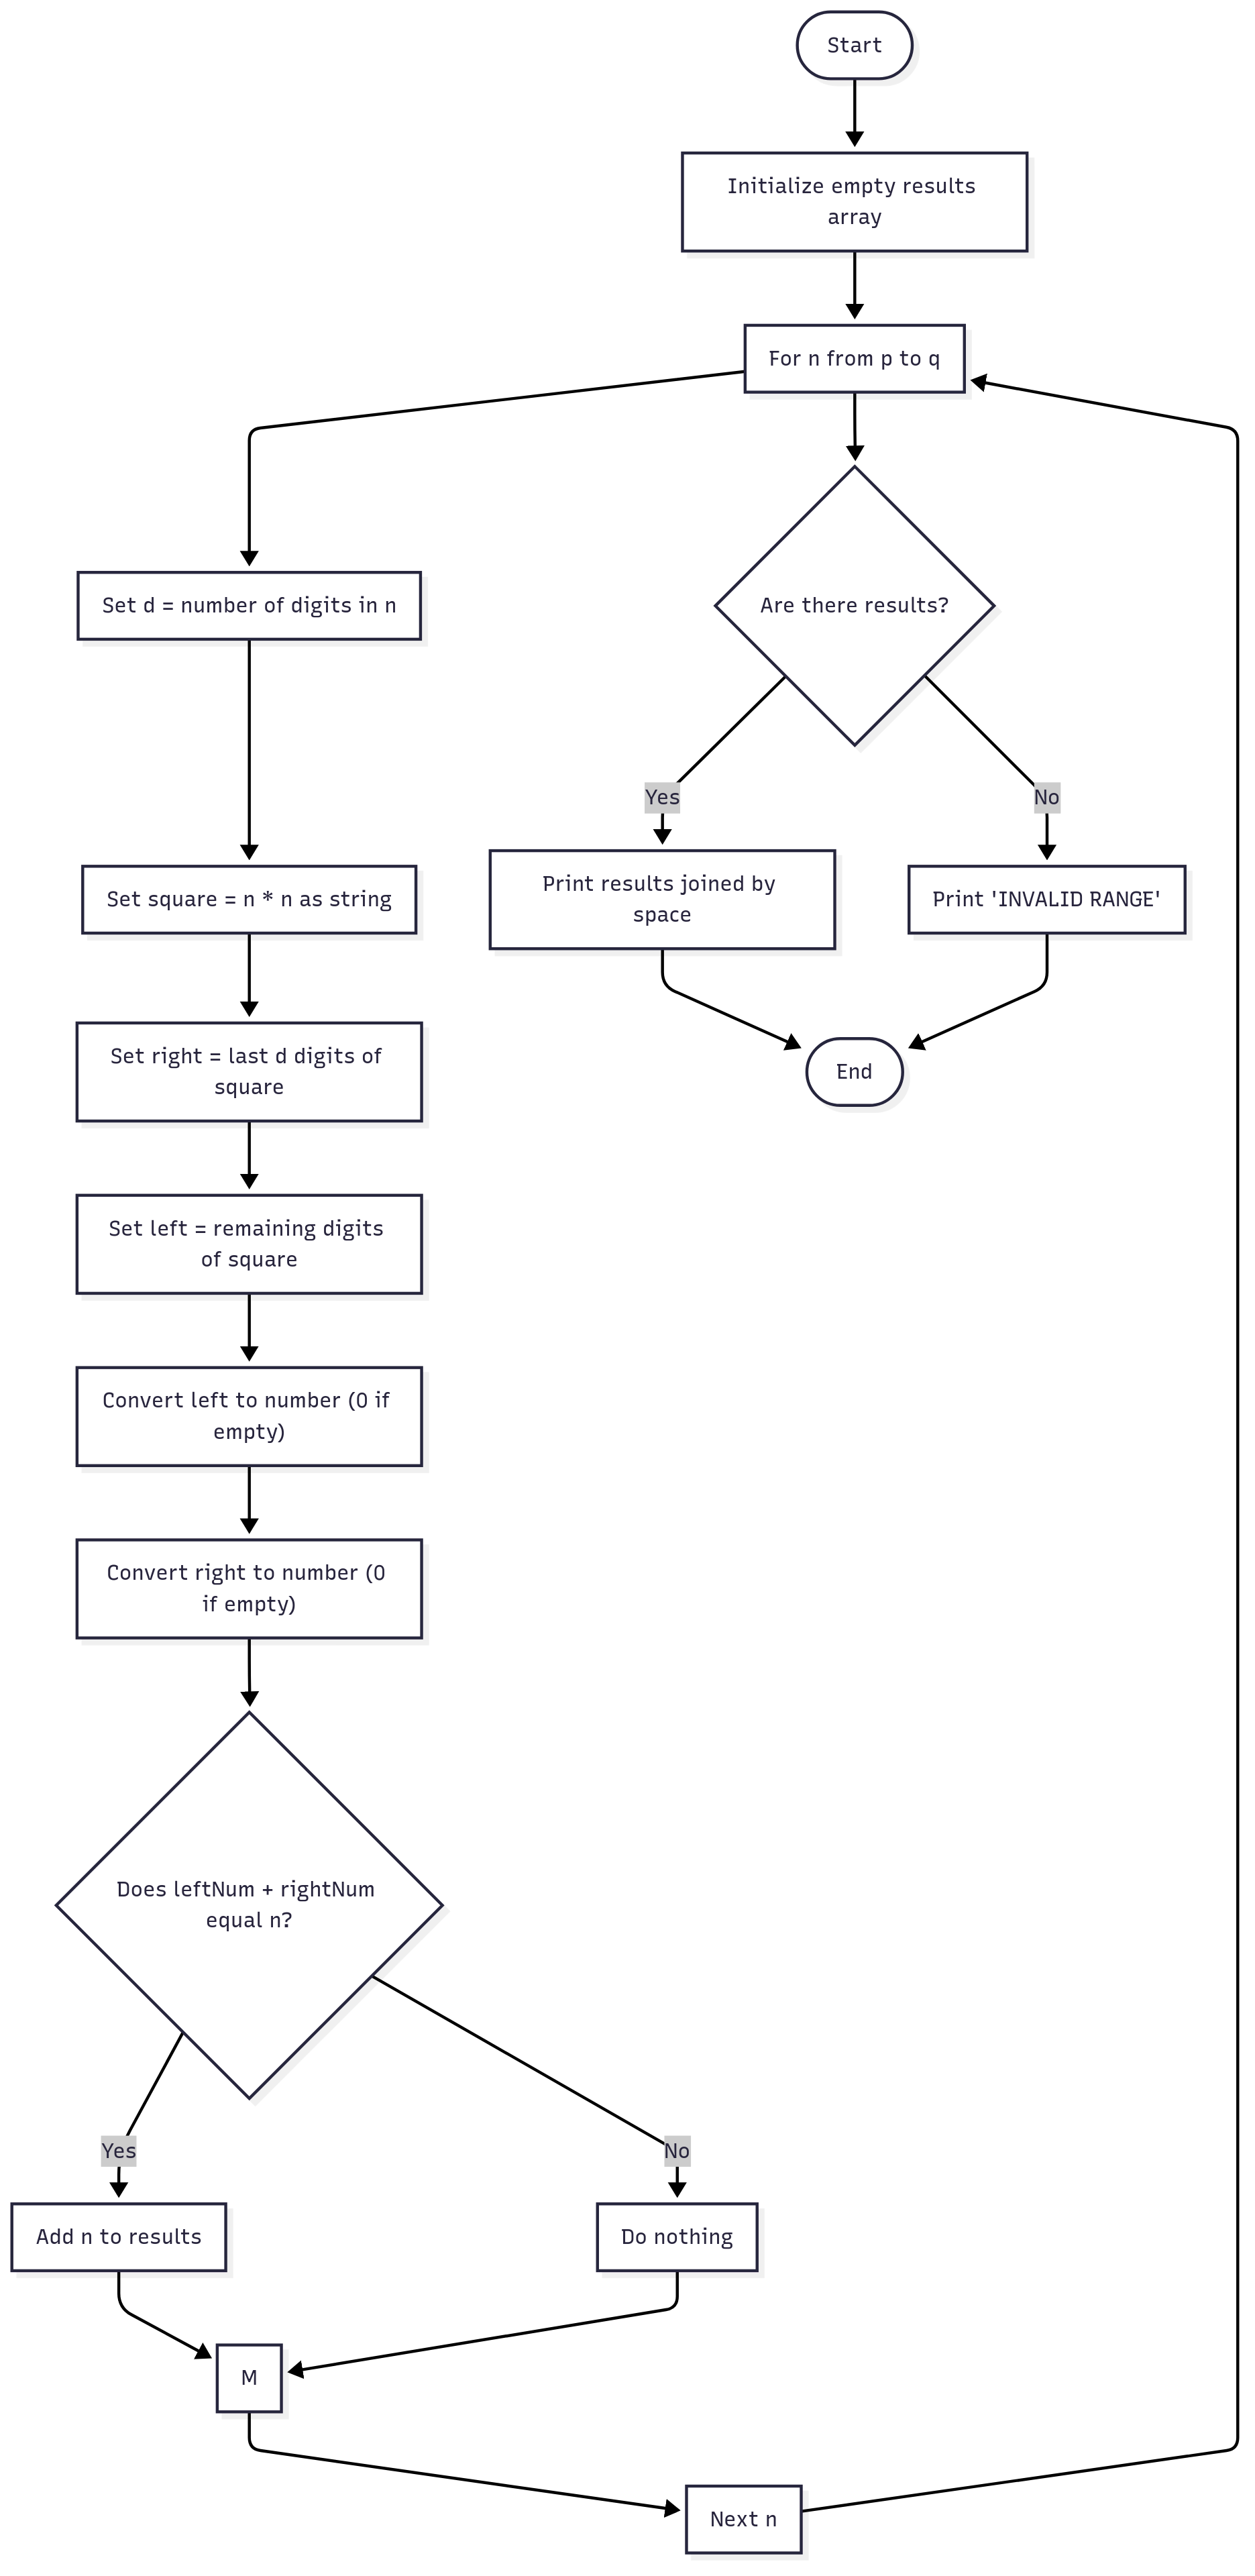 Start
Initialize empty results
array
For n from p to q
Set d = number of digits in n
Are there results?
Yes
No
Set square = n * n as string
Print results joined by
space
Print 'INVALID RANGE'
Set right = last d digits of
square
End
Set left = remaining digits
of square
Convert left to number (0 if
empty)
Convert right to number (0
if empty)
Does leftNum + rightNum
equal n?
Yes
No
Add n to results
Do nothing
M
Next n